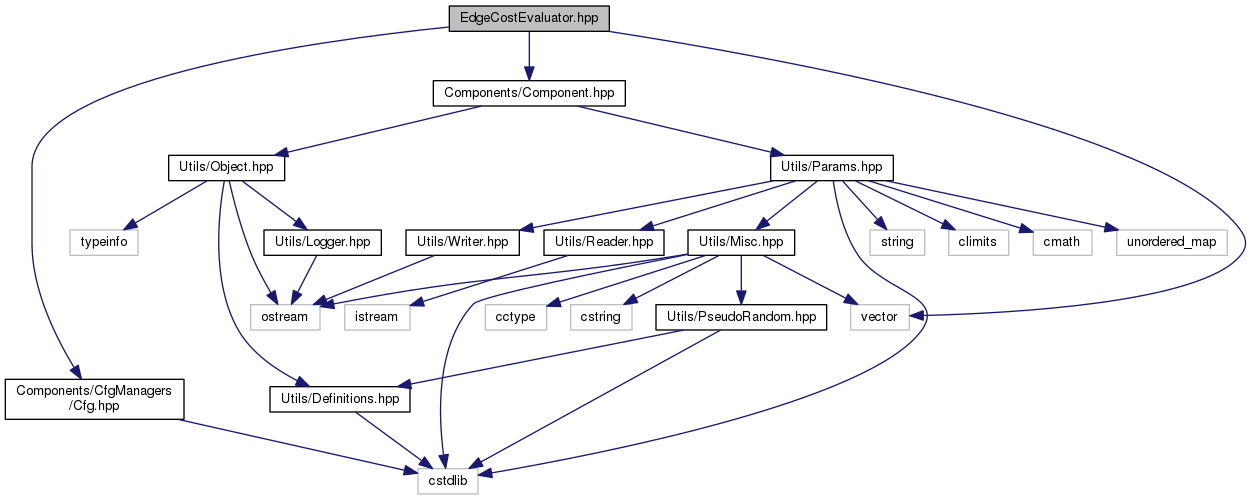 EdgeCostEvaluator.hpp
Components/Component.hpp
Utils/Object.hpp
Utils/Params.hpp
typeinfo
Utils/Logger.hpp
Utils/Writer.hpp
Utils/Reader.hpp
Utils/Misc.hpp
string
climits
cmath
unordered_map
ostream
istream
cctype
cstring
Utils/PseudoRandom.hpp
vector
Components/CfgManagers
/Cfg.hpp
Utils/Definitions.hpp
cstdlib